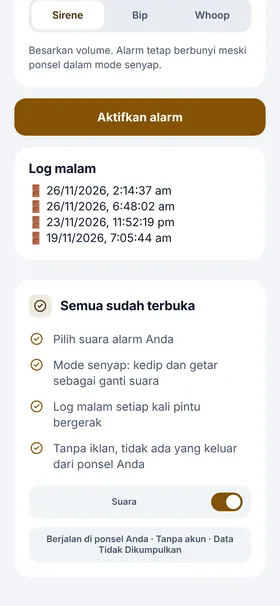 Sirene
Bip
Whoop
Besarkan volume. Alarm tetap berbunyi meski
ponsel dalam mode senyap.
Aktifkan alarm
Log malam
🚪 26/11/2026, 2:14:37 am
🚪 26/11/2026, 6:48:02 am
🚪 23/11/2026, 11:52:19 pm
🚪 19/11/2026, 7:05:44 am
Semua sudah terbuka
Pilih suara alarm Anda
Mode senyap: kedip dan getar
sebagai ganti suara
Log malam setiap kali pintu
bergerak
Tanpa iklan, tidak ada yang keluar
dari ponsel Anda
Suara
Berjalan di ponsel Anda · Tanpa akun · Data
Tidak Dikumpulkan